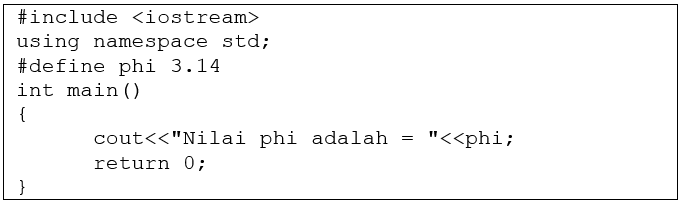 #include <iostream>
using namespace std;
#define phi 3.14
int main()
{
cout<<"Nilai phi adalah = "<<phi;
return 0;
}